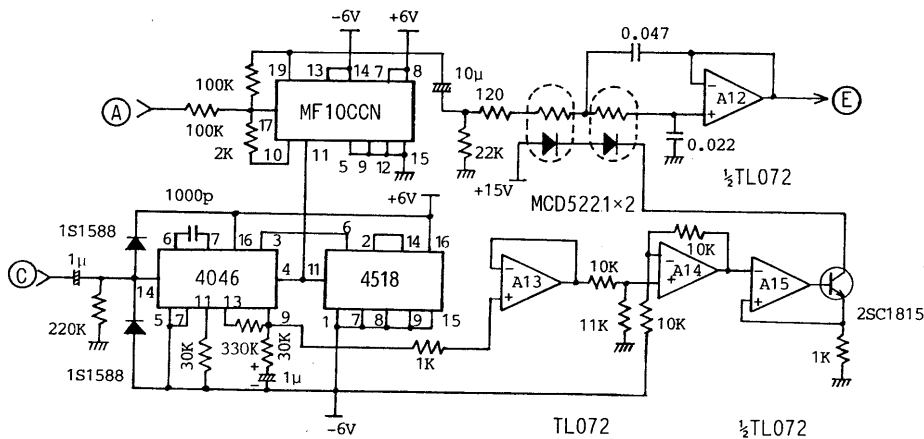 -6V +6V
0.047
19 13 14 7 8
10μ
100K
120
A
MF10CCN
A12
E
100K
17
2K
10 11 5 9 12 15
22K
0.022
+15V
½TL072
1000p
+6V
MCD5221×2
1S1588
6 7 16 3 6 2 14 16
10K
C
1μ
14
4046
4
11
4518
A13
10K
A14
A15
2SC1815
5 7 11 13 9 1 7 8 9 15
220K
30K
330K
30K
1K
11K
10K
1K
1S1588
+
-
1μ
-6V
TL072
½TL072